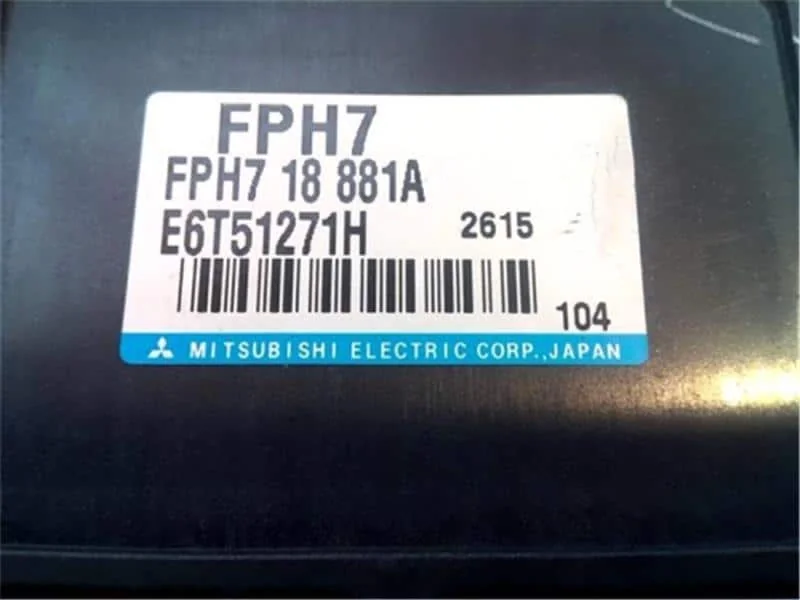 FPH7
FPH7 18 881A
E6T51271H 2615
104
MITSUBISHI ELECTRIC CORP.,JAPAN